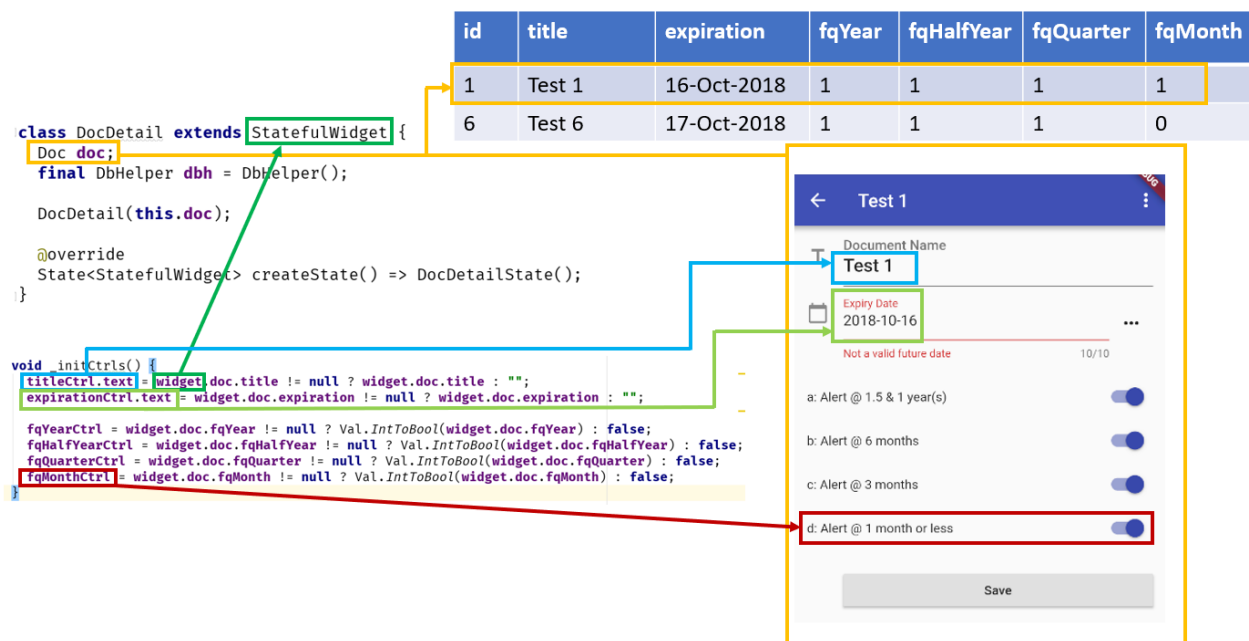 id title expiration fqYear fqHalfYear fqQuarter fqMonth
1 Test 1 16-Oct-2018 1 1 1 1
6 Test 6 17-Oct-2018 1 1 1 0
class DocDetail extends StatefulWidget {
Doc doc;
final DbHelper dbh = DbHelper();
DocDetail(this.doc);
@override
State<StatefulWidget> createState() => DocDetailState();
}
void _initCtrls() {
titleCtrl.text = widget.doc.title != null ? widget.doc.title : "";
expirationCtrl.text = widget.doc.expiration != null ? widget.doc.expiration : "";
fqYearCtrl = widget.doc.fqYear != null ? Val.IntToBool(widget.doc.fqYear) : false;
fqHalfYearCtrl = widget.doc.fqHalfYear != null ? Val.IntToBool(widget.doc.fqHalfYear) : false;
fqQuarterCtrl = widget.doc.fqQuarter != null ? Val.IntToBool(widget.doc.fqQuarter) : false;
fqMonthCtrl = widget.doc.fqMonth != null ? Val.IntToBool(widget.doc.fqMonth) : false;
}
Test 1
Document Name
Test 1
Expiry Date
2018-10-16
Not a valid future date 10/10
a: Alert @ 1.5 & 1 year(s)
b: Alert @ 6 months
c: Alert @ 3 months
d: Alert @ 1 month or less
Save